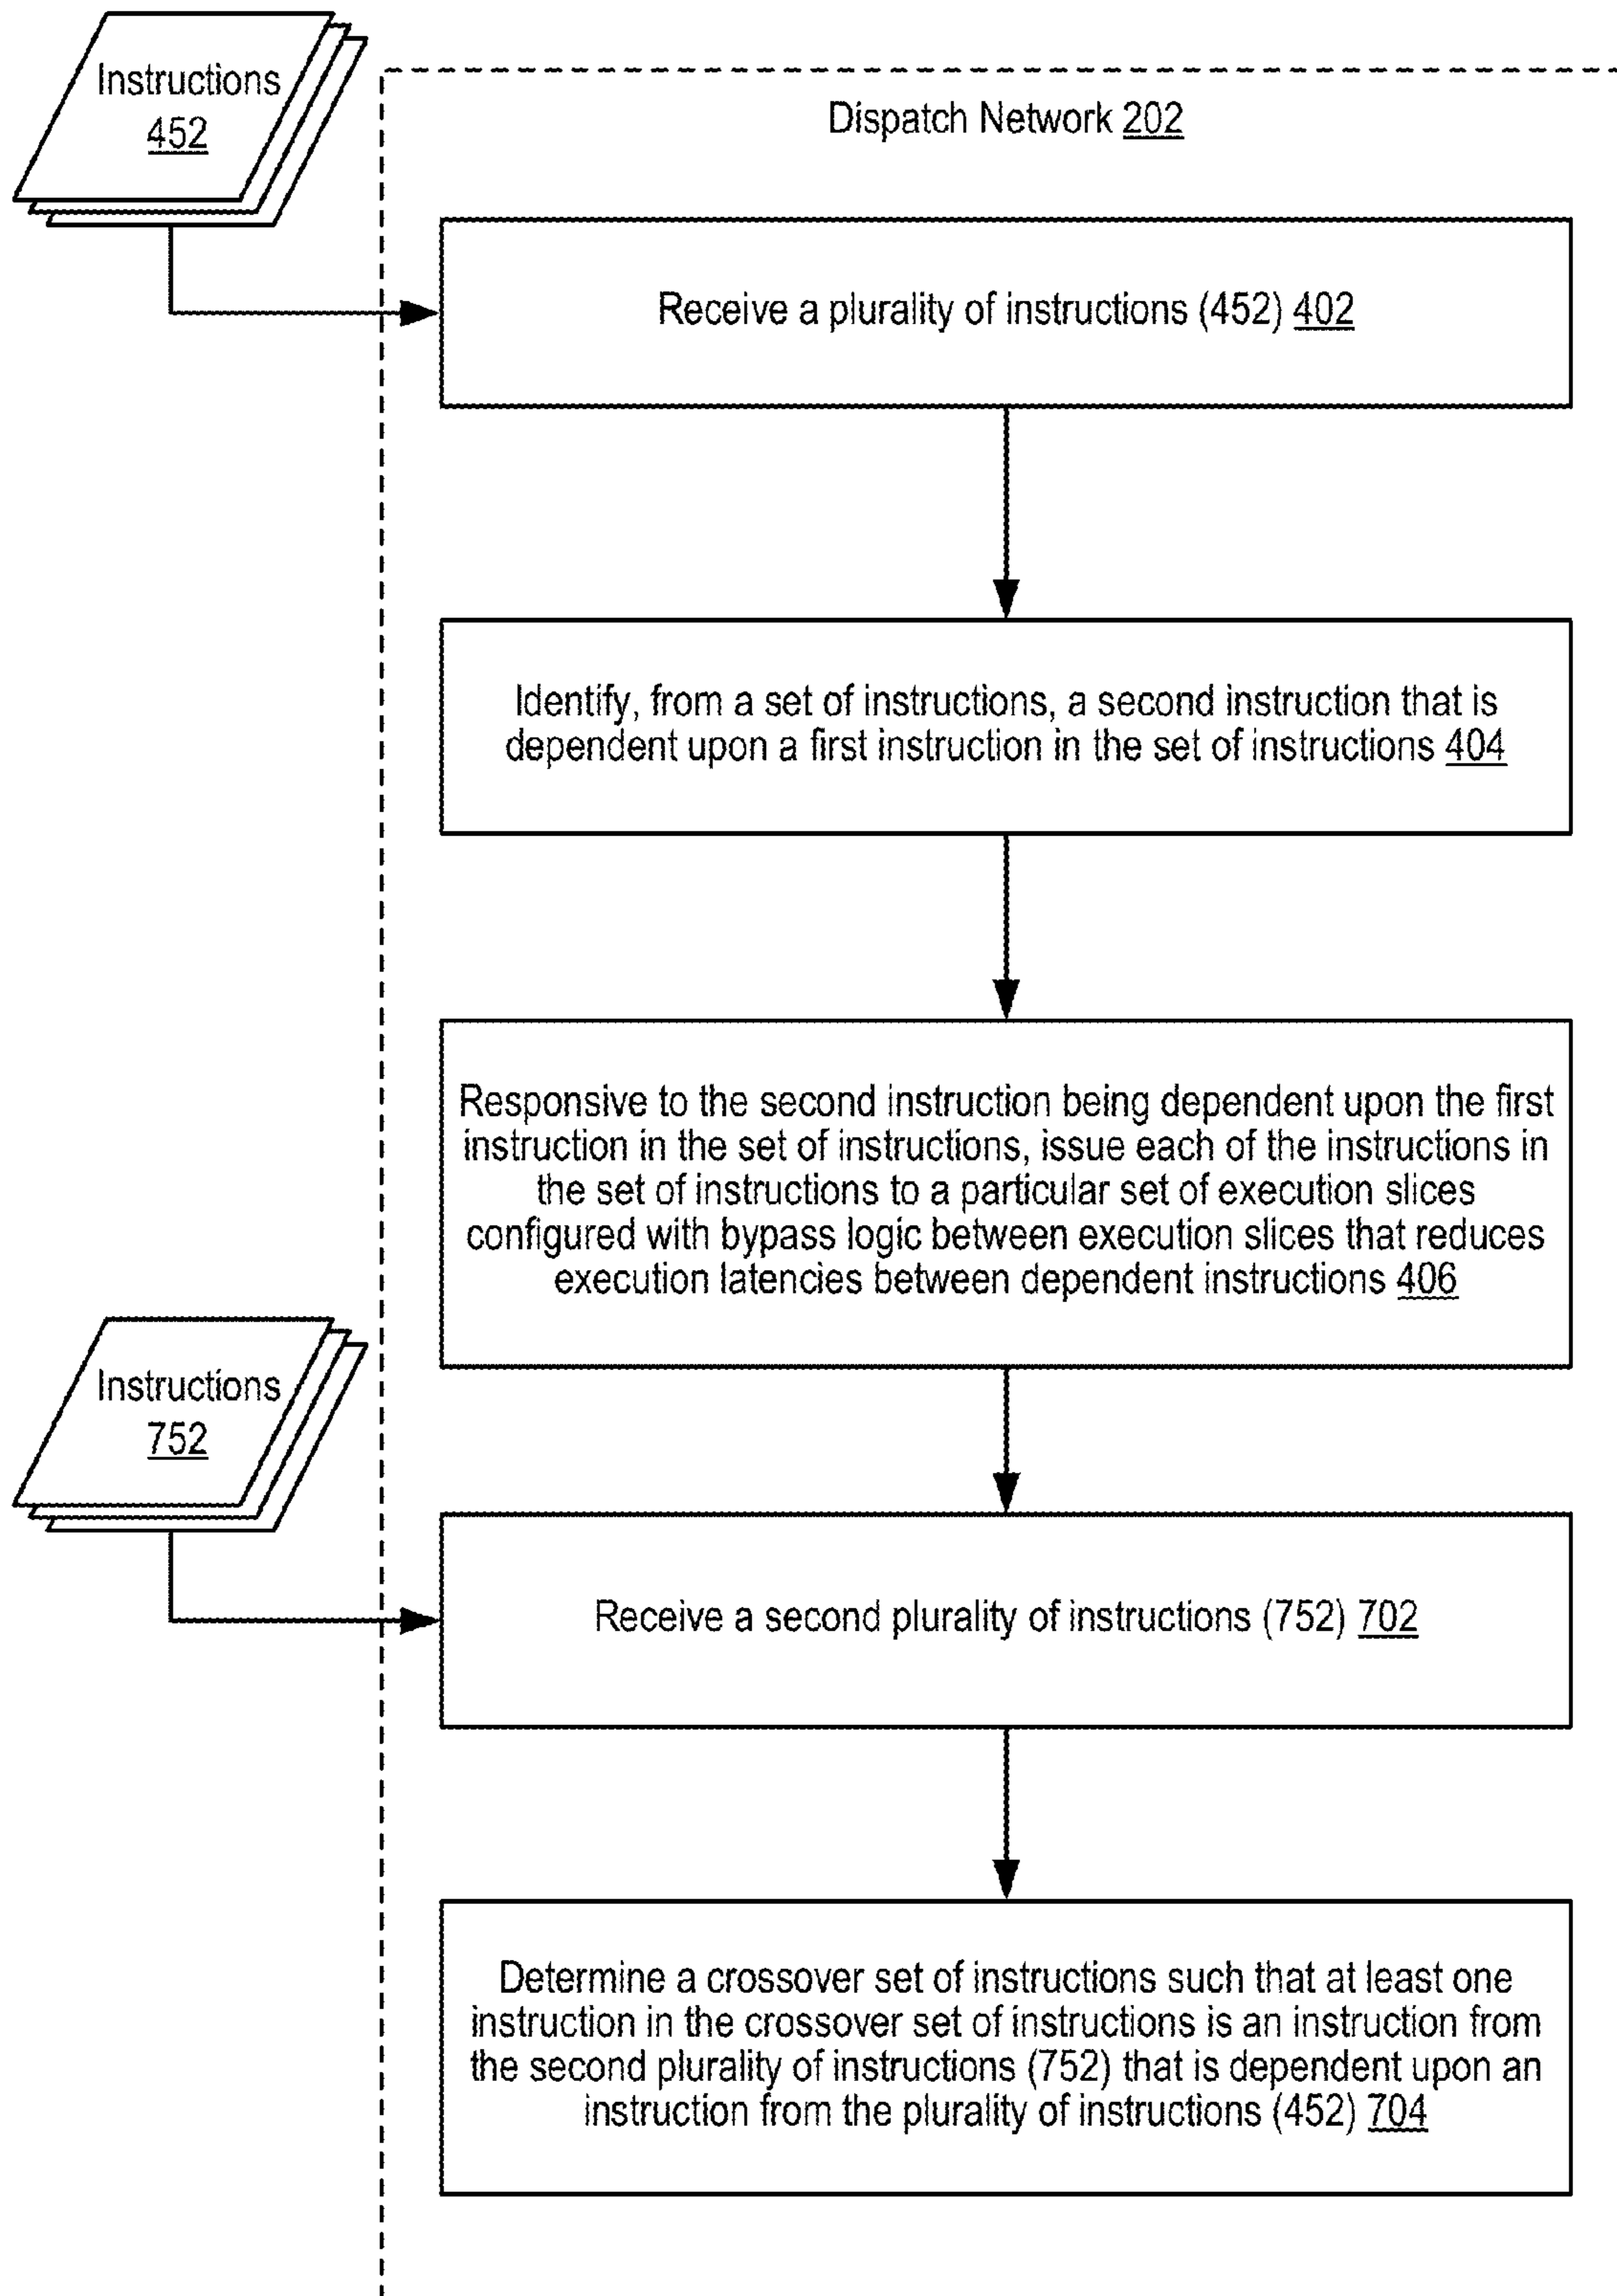 Instructions
452
Dispatch Network 202
Receive a plurality of instructions (452) 402
Identify, from a set of instructions, a second instruction that is
dependent upon a first instruction in the set of instructions 404
Responsive to the second instruction being dependent upon the first
instruction in the set of instructions, issue each of the instructions in
the set of instructions to a particular set of execution slices
configured with bypass logic between execution slices that reduces
execution latencies between dependent instructions 406
Instructions
752
Receive a second plurality of instructions (752) 702
Determine a crossover set of instructions such that at least one
instruction in the crossover set of instructions is an instruction from
the second plurality of instructions (752) that is dependent upon an
instruction from the plurality of instructions (452) 704